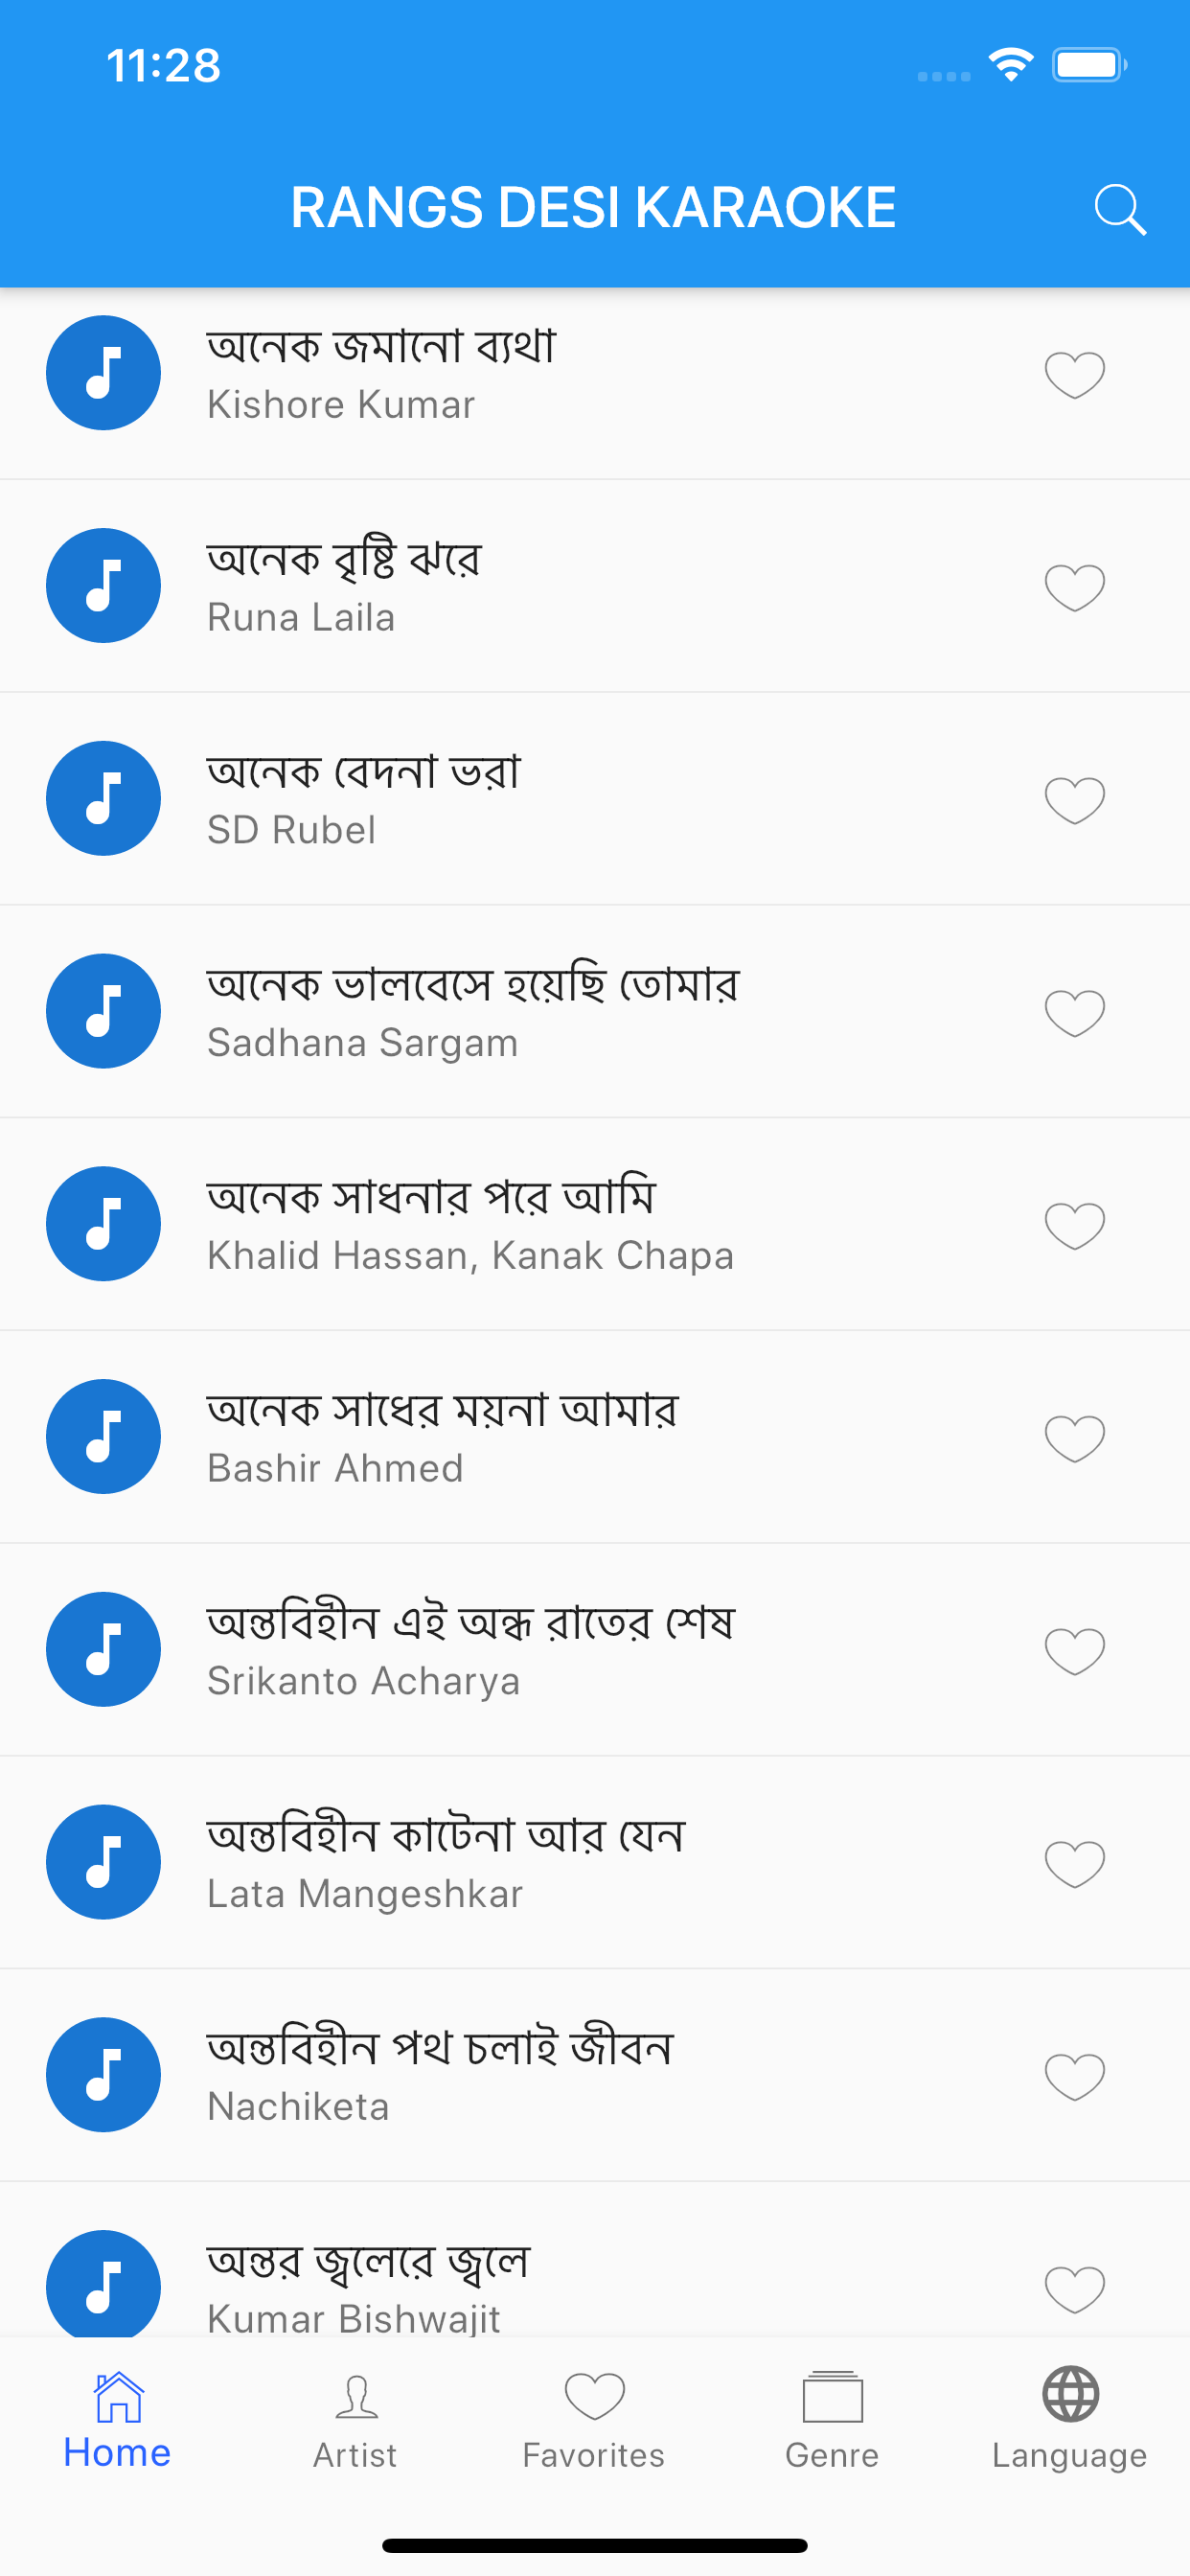 11:28
RANGS DESI KARAOKE
অনেক জমানো ব্যথা
Kishore Kumar
অনেক বৃষ্টি ঝরে
Runa Laila
অনেক বেদনা ভরা
SD Rubel
অনেক ভালবেসে হয়েছি তোমার
Sadhana Sargam
অনেক সাধনার পরে আমি
Khalid Hassan, Kanak Chapa
অনেক সাধের ময়না আমার
Bashir Ahmed
অন্তবিহীন এই অন্ধ রাতের শেষ
Srikanto Acharya
অন্তবিহীন কাটেনা আর যেন
Lata Mangeshkar
অন্তবিহীন পথ চলাই জীবন
Nachiketa
অন্তর জ্বলেরে জ্বলে
Kumar Bishwajit
Home Artist Favorites Genre Language